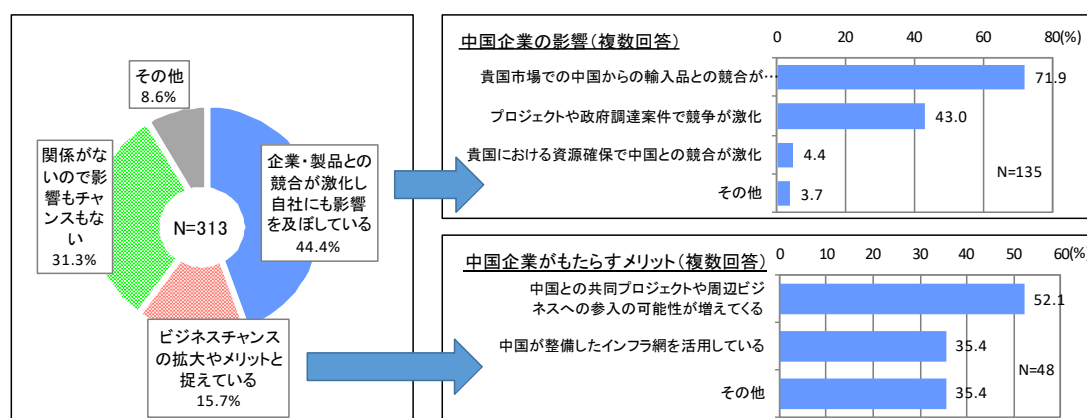 その他
8.6%
関係がな
いので影
響もチャ
ンスもな
い
31.3%
N=313
企業・製品との
競合が激化し
自社にも影響
を及ぼしている
44.4%
ビジネスチャンス
の拡大やメリットと
捉えている
15.7%
中国企業の影響(複数回答)
0 20 40 60 80(%)
貴国市場での中国からの輸入品との競合が…
71.9
プロジェクトや政府調達案件で競争が激化
43.0
貴国における資源確保で中国との競合が激化
4.4
その他
3.7
N=135
中国企業がもたらすメリット(複数回答)
0 10 20 30 40 50 60(%)
中国との共同プロジェクトや周辺ビジ
ネスへの参入の可能性が増えてくる
52.1
中国が整備したインフラ網を活用している
35.4
その他
35.4
N=48